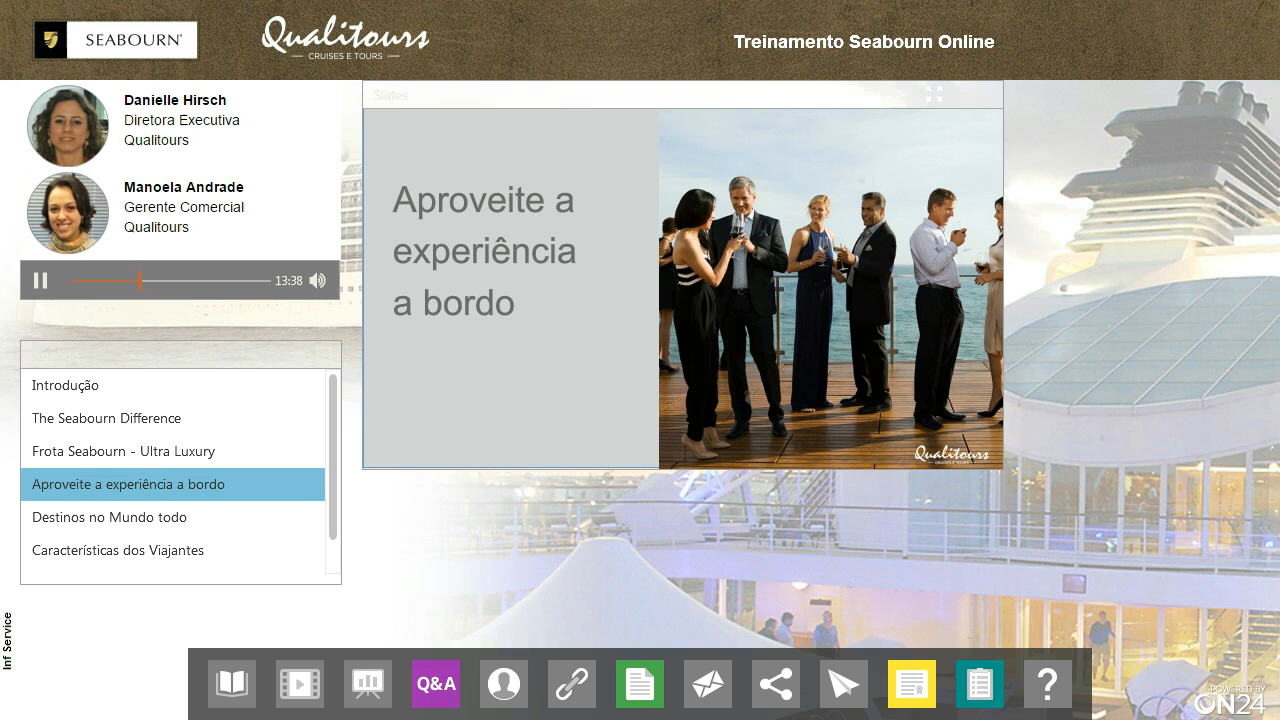 SEABOURN
Qualitours
CRUISES E TOURS
Treinamento Seabourn Online
Danielle Hirsch
Diretora Executiva
Qualitours
Manoela Andrade
Gerente Comercial
Qualitours
13:38
Slides
Aproveite a
experiência
a bordo
Qualitours
CRUISES E TOURS
Introdução
The Seabourn Difference
Frota Seabourn - Ultra Luxury
Aproveite a experiência a bordo
Destinos no Mundo todo
Características dos Viajantes
Inf Service
Q&A
?
POWERED BY
ON24